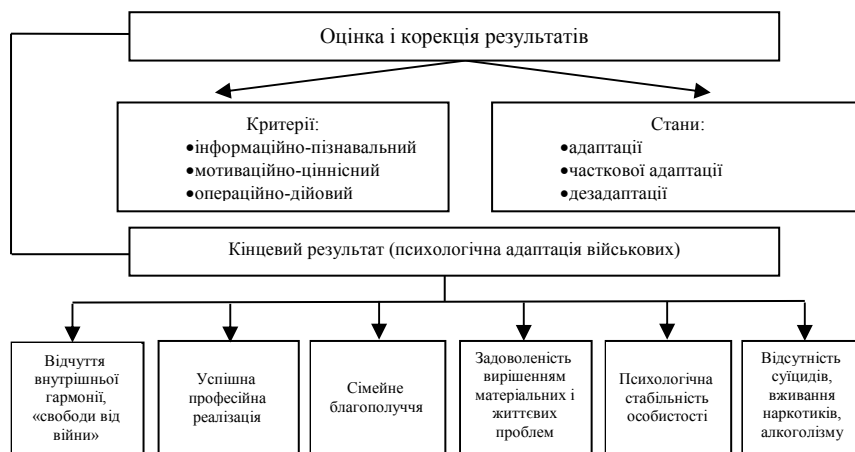 Оцінка і корекція результатів
Критерії:
•інформаційно-пізнавальний
•мотиваційно-ціннісний
•операційно-дійовий
Стани:
•адаптації
•часткової адаптації
•дезадаптації
Кінцевий результат (психологічна адаптація військових)
Відчуття
внутрішньої
гармонії,
«свободи від
війни»
Успішна
професійна
реалізація
Сімейне
благополуччя
Задоволеність
вирішенням
матеріальних і
життєвих
проблем
Психологічна
стабільність
особистості
Відсутність
суїцидів,
вживання
наркотиків,
алкоголізму